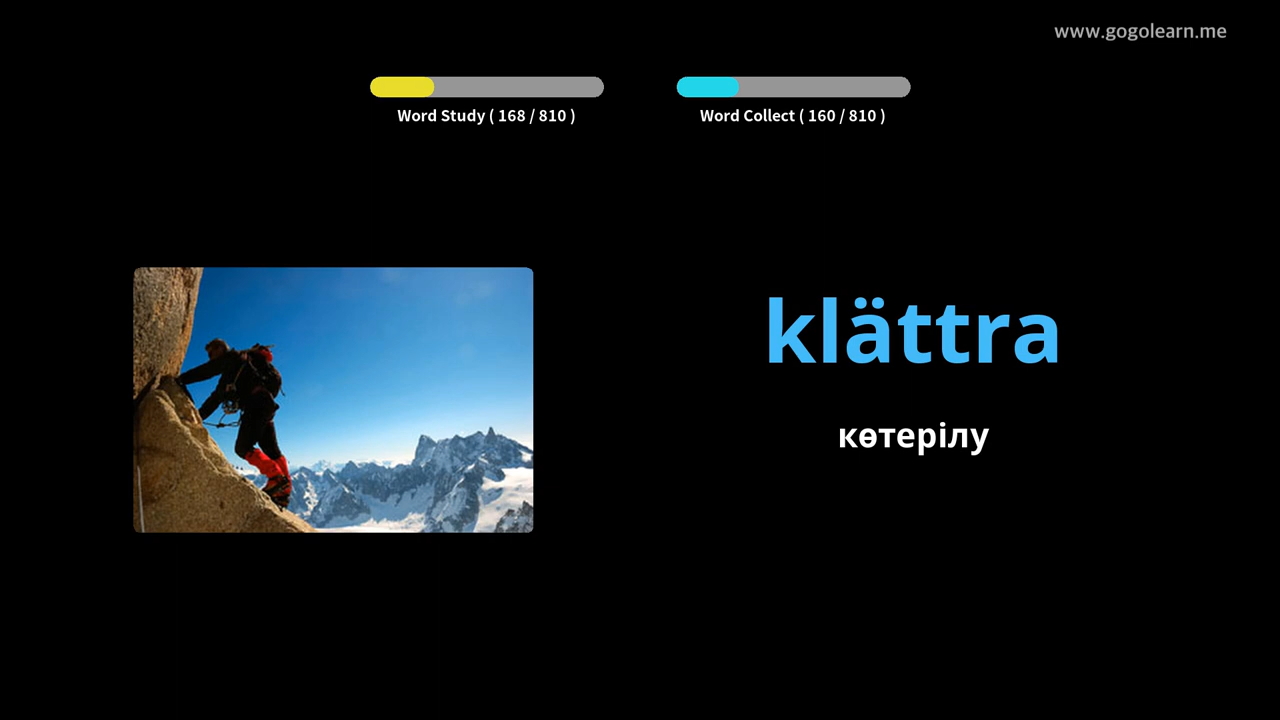 www.gogolearn.me
Word Study ( 168 / 810 )
Word Collect ( 160 / 810 )
klättra
көтерілу